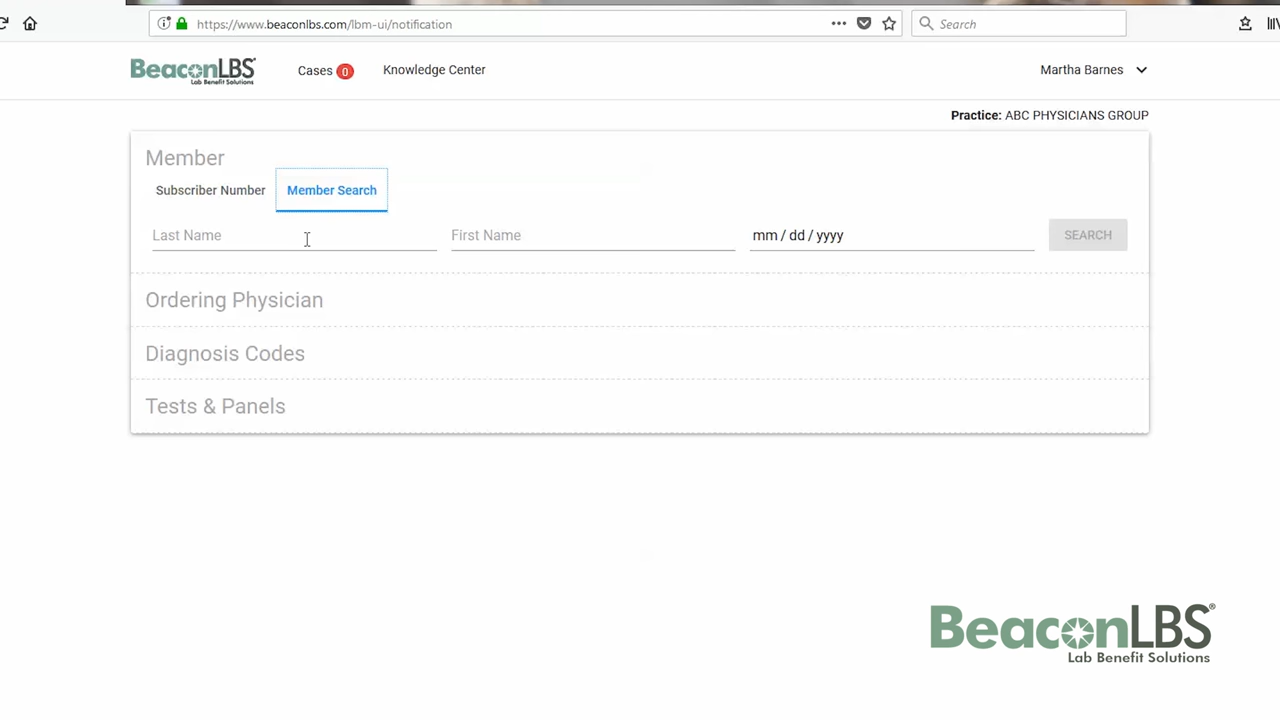 https://www.beaconlbs.com/lbm-ui/notification
Search
BeaconLBS
Lab Benefit Solutions
Cases 0
Knowledge Center
Martha Barnes
Practice: ABC PHYSICIANS GROUP
Member
Subscriber Number
Member Search
Last Name
First Name
mm / dd / yyyy
SEARCH
Ordering Physician
Diagnosis Codes
Tests & Panels
BeaconLBS®
Lab Benefit Solutions